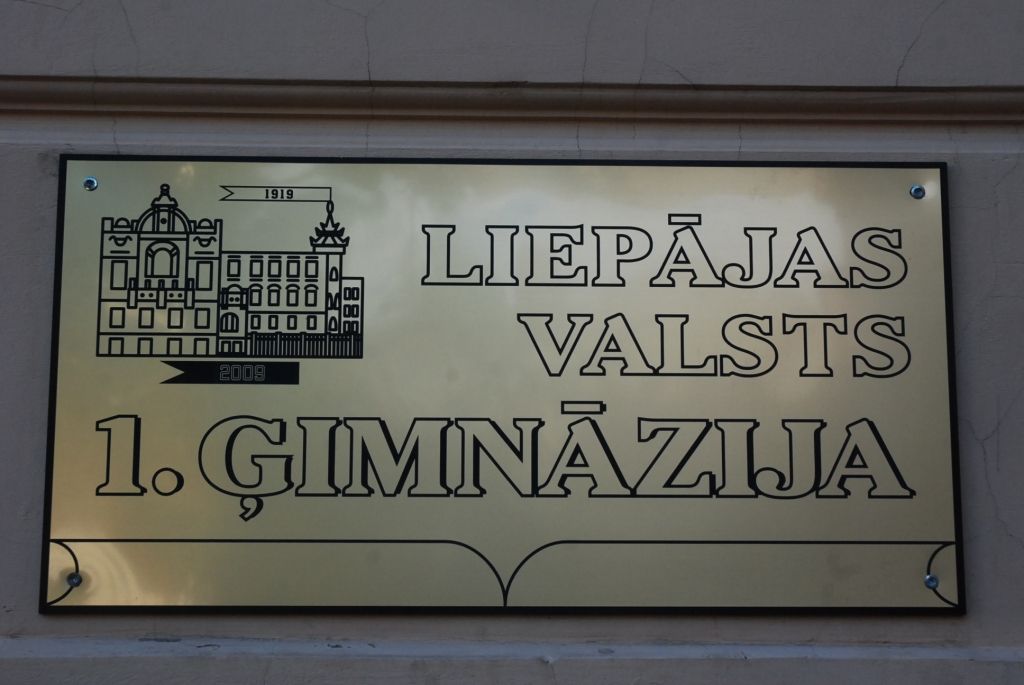 1919
2009
LIEPĀJAS
VALSTS
1. ĢIMNĀZIJA